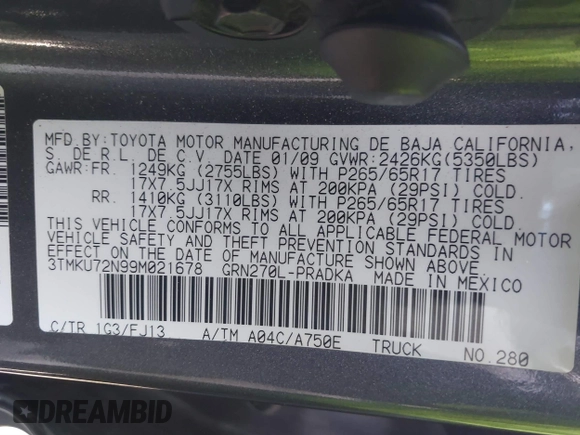 MFD.BY:TOYOTA MOTOR MANUFACTURING DE BAJA CALIFORNIA,
S. DE R.L. DE C.V. DATE 01/09 GVWR:2426KG(5350LBS)
GAWR:FR. 1249KG (2755LBS) WITH P265/65R17 TIRES
17X7.5JJ17X RIMS AT 200KPA (29PSI) COLD.
RR. 1410KG (3110LBS) WITH P265/65R17 TIRES
17X7.5JJ17X RIMS AT 200KPA (29PSI) COLD.
THIS VEHICLE CONFORMS TO ALL APPLICABLE FEDERAL MOTOR
VEHICLE SAFETY AND THEFT PREVENTION STANDARDS IN
EFFECT ON THE DATE OF MANUFACTURE SHOWN ABOVE.
3TMKU72N99M021678 GRN270L-PRADKA MADE IN MEXICO
C/TR 1G3/FJ13 A/TM A04C/A750E TRUCK NO.280
DREAMBID